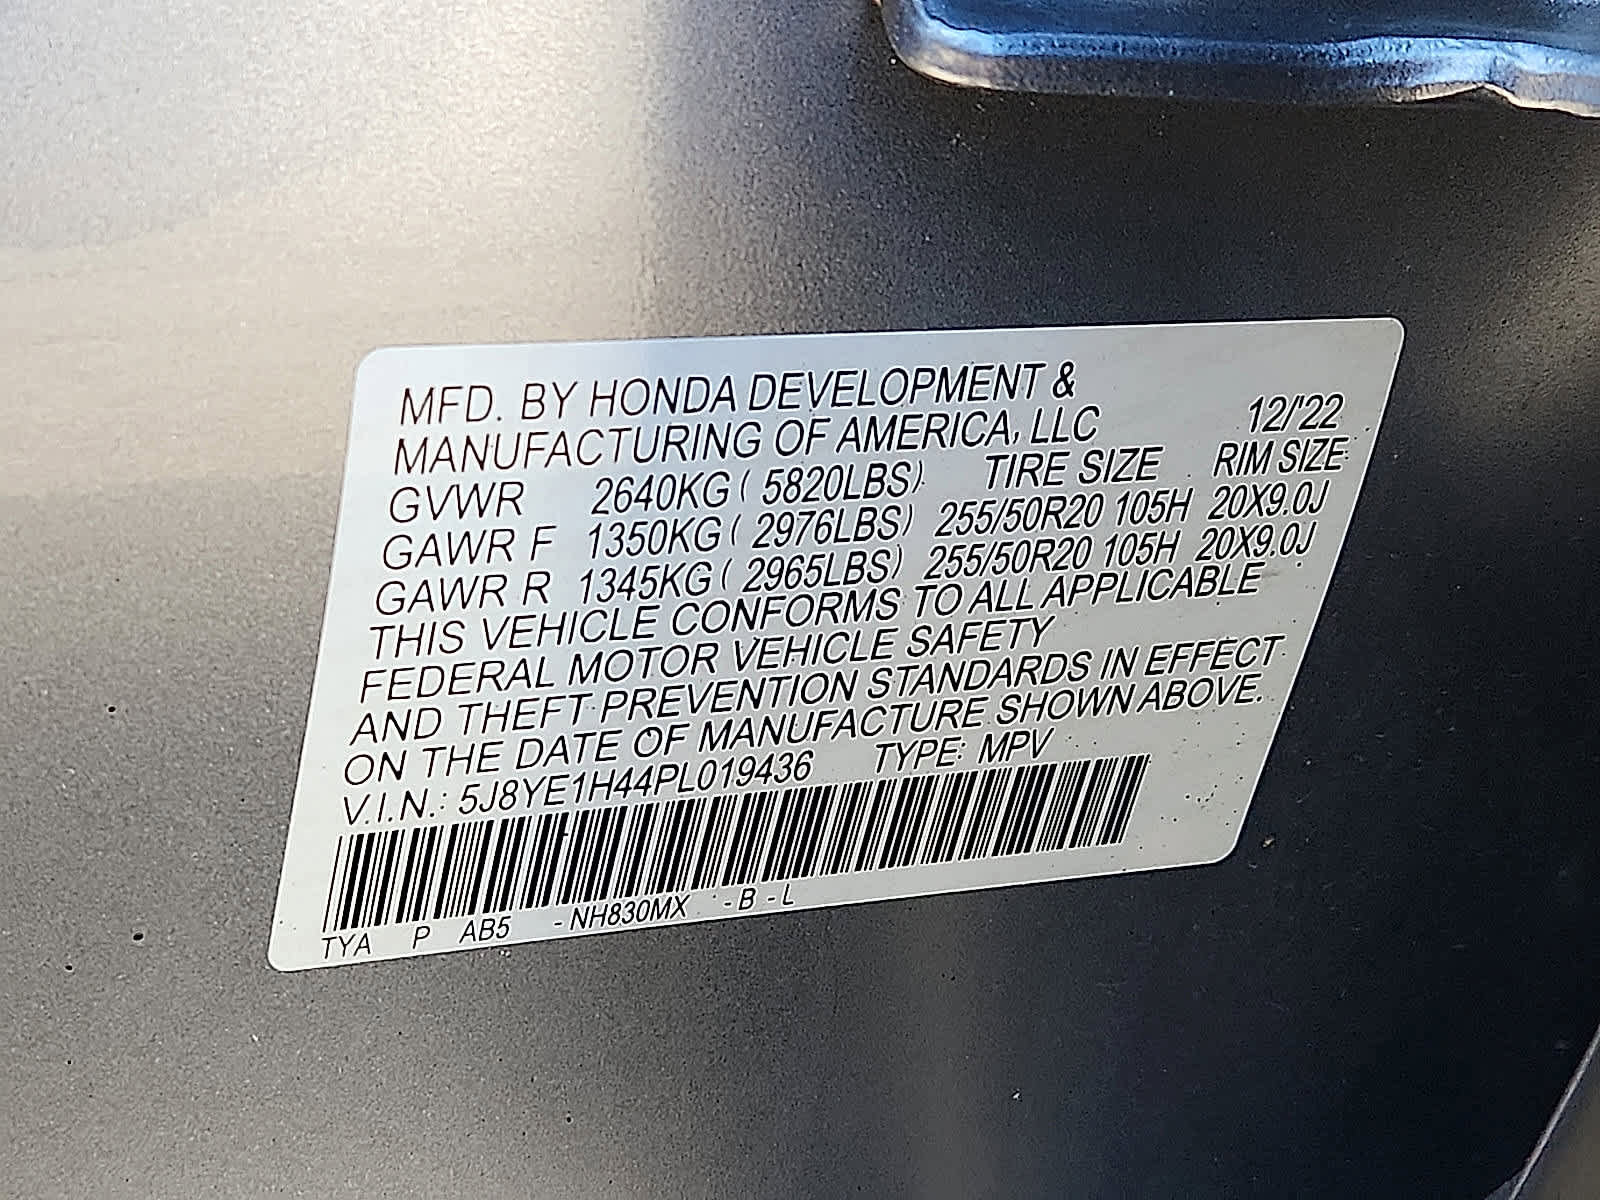 MFD. BY HONDA DEVELOPMENT &
MANUFACTURING OF AMERICA, LLC 12/'22
GVWR 2640KG ( 5820LBS) TIRE SIZE RIM SIZE
GAWR F 1350KG ( 2976LBS) 255/50R20 105H 20X9.0J
GAWR R 1345KG ( 2965LBS) 255/50R20 105H 20X9.0J
THIS VEHICLE CONFORMS TO ALL APPLICABLE
FEDERAL MOTOR VEHICLE SAFETY
AND THEFT PREVENTION STANDARDS IN EFFECT
ON THE DATE OF MANUFACTURE SHOWN ABOVE.
V.I.N.: 5J8YE1H44PL019436 TYPE: MPV
TYA P AB5 -NH830MX -B -L